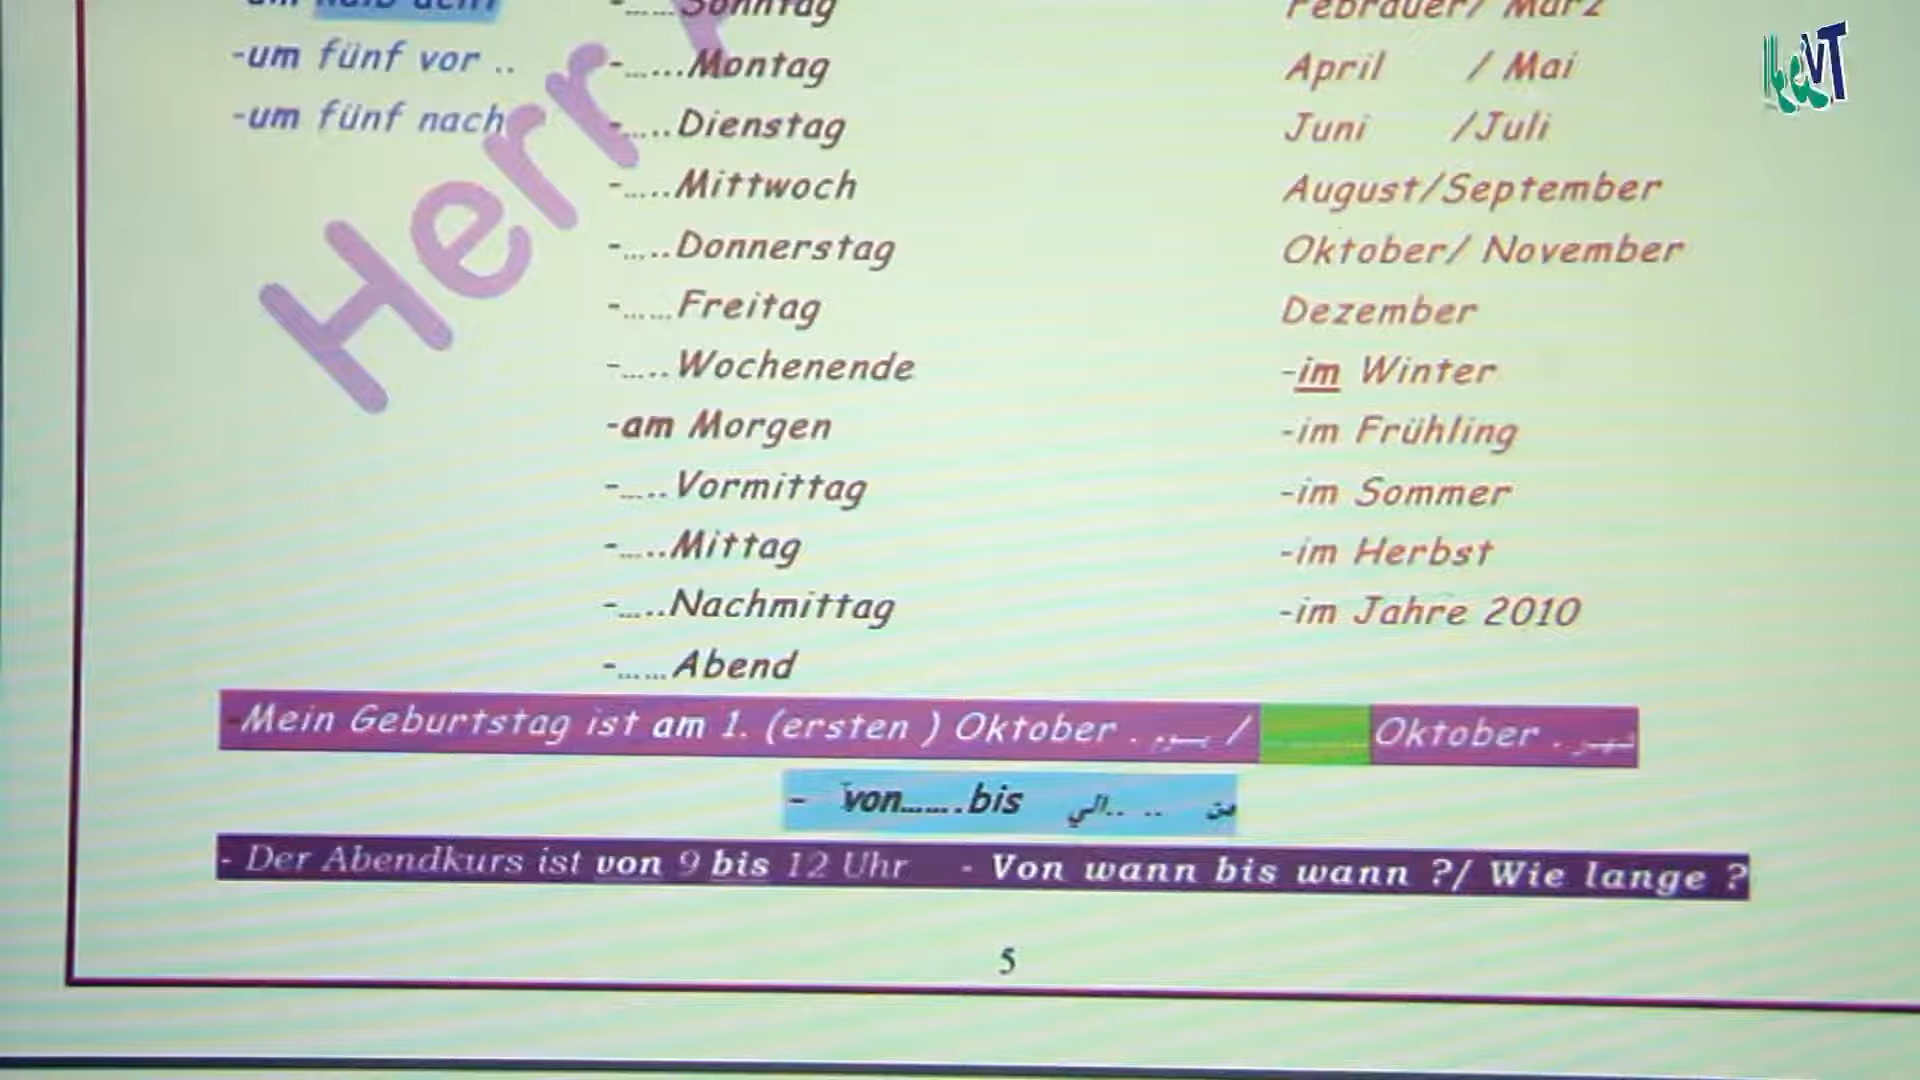 -um fünf vor ..
-um fünf nach
-……Sonntag
-……Montag
-…..Dienstag
-…..Mittwoch
-…..Donnerstag
-……Freitag
-…..Wochenende
-am Morgen
-…..Vormittag
-…..Mittag
-…..Nachmittag
-……Abend
Februar/ März
April / Mai
Juni /Juli
August/September
Oktober/ November
Dezember
-im Winter
-im Frühling
-im Sommer
-im Herbst
-im Jahre 2010
Herr
-Mein Geburtstag ist am 1. (ersten ) Oktober . / Oktober .
- von…….bis من .. ..الي
- Der Abendkurs ist von 9 bis 12 Uhr - Von wann bis wann ?/ Wie lange ?
5